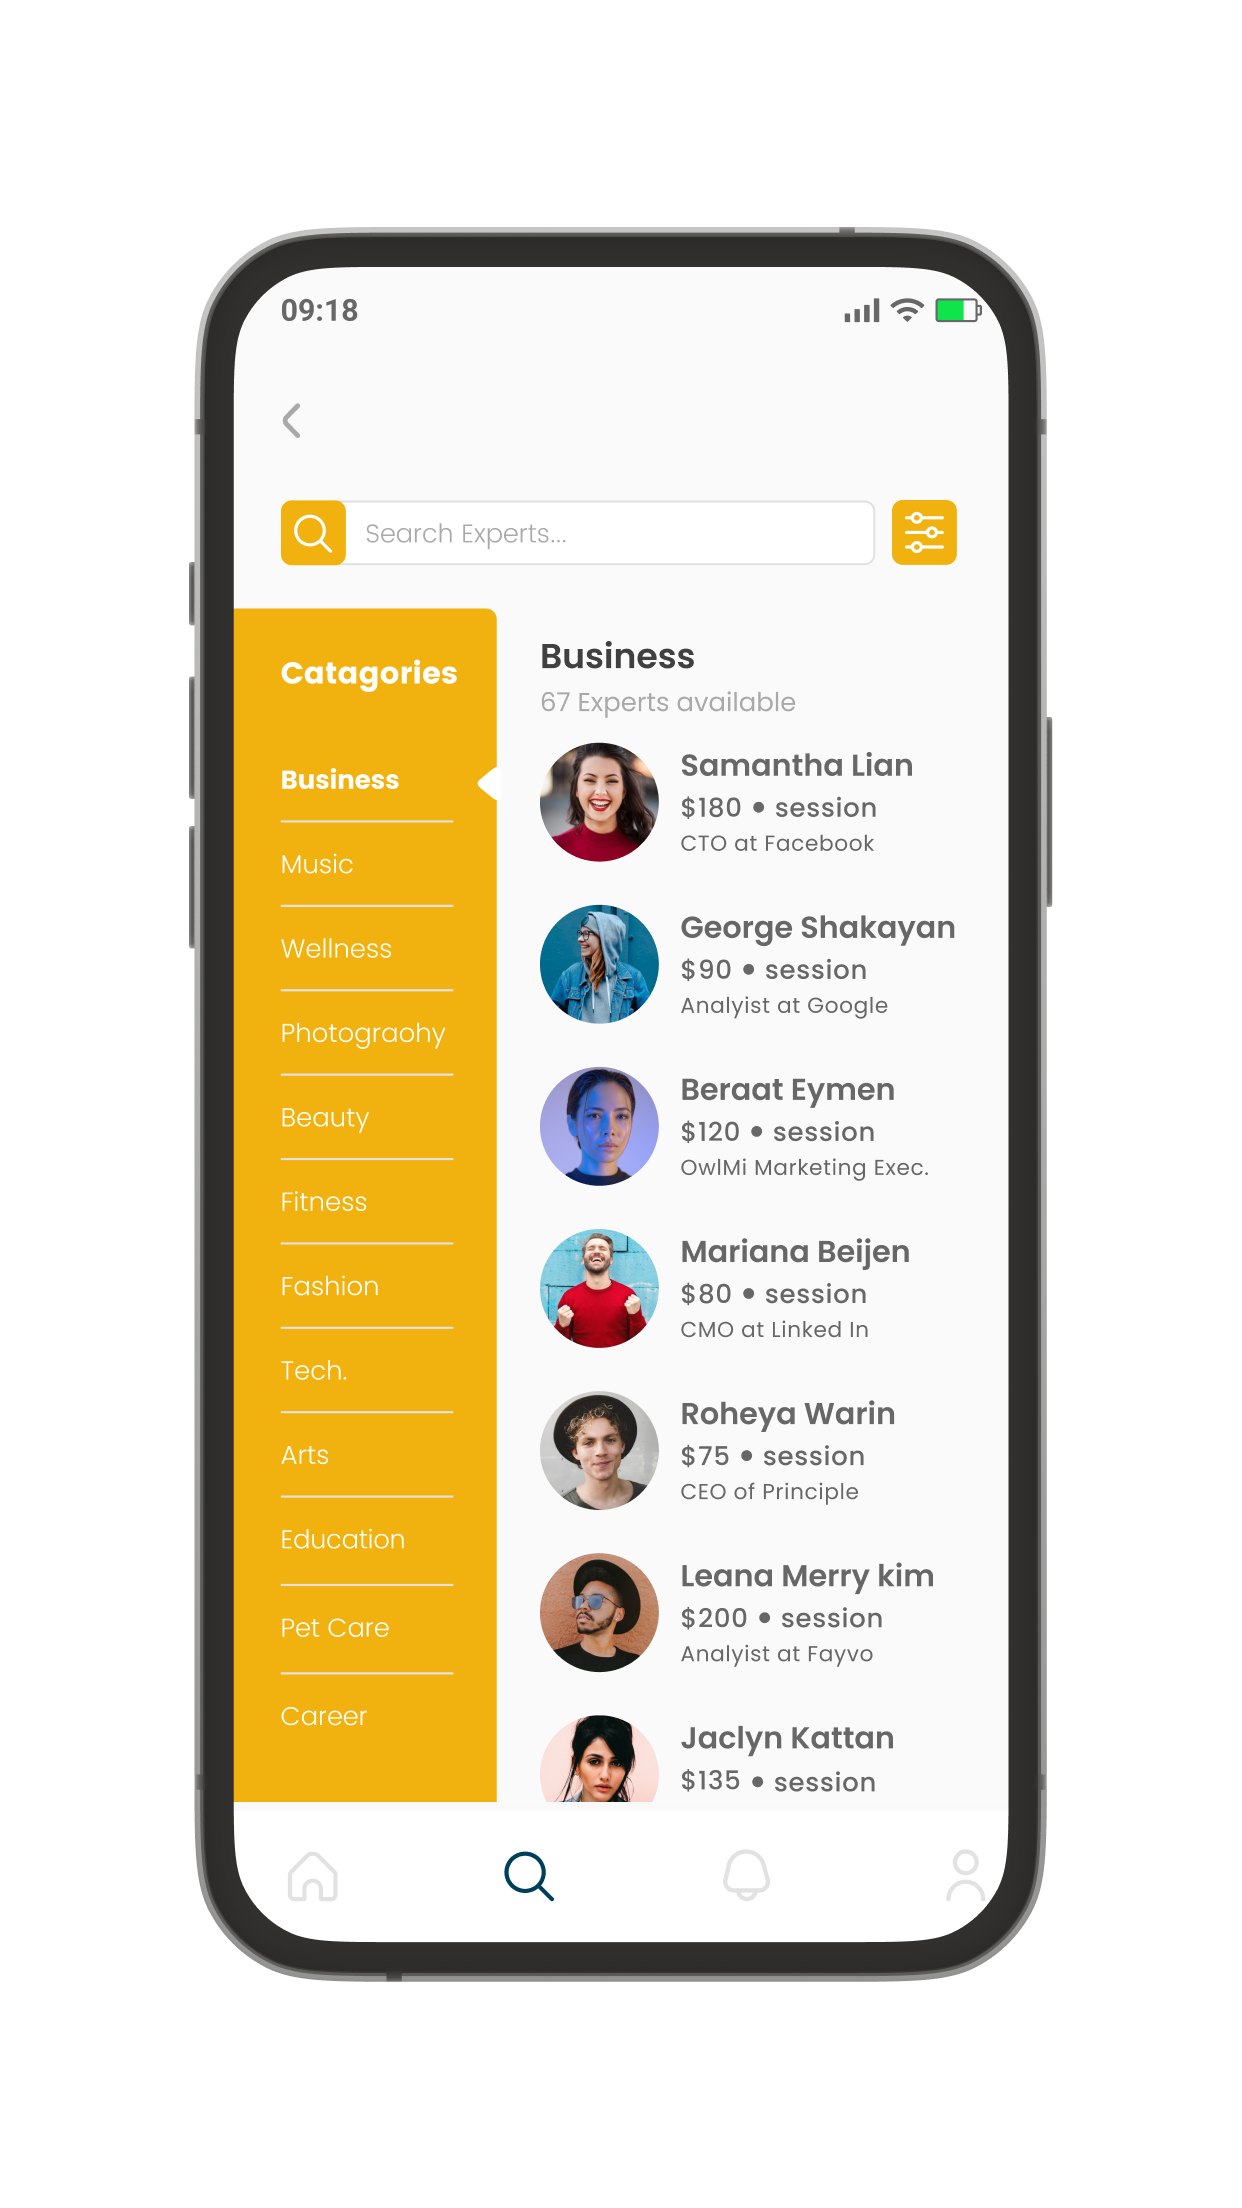 09:18
Search Experts...
Catagories
Business
Music
Wellness
Photograohy
Beauty
Fitness
Fashion
Tech.
Arts
Education
Pet Care
Career
Business
67 Experts available
Samantha Lian
$180 • session
CTO at Facebook
George Shakayan
$90 • session
Analyist at Google
Beraat Eymen
$120 • session
OwlMi Marketing Exec.
Mariana Beijen
$80 • session
CMO at Linked In
Roheya Warin
$75 • session
CEO of Principle
Leana Merry kim
$200 • session
Analyist at Fayvo
Jaclyn Kattan
$135 • session